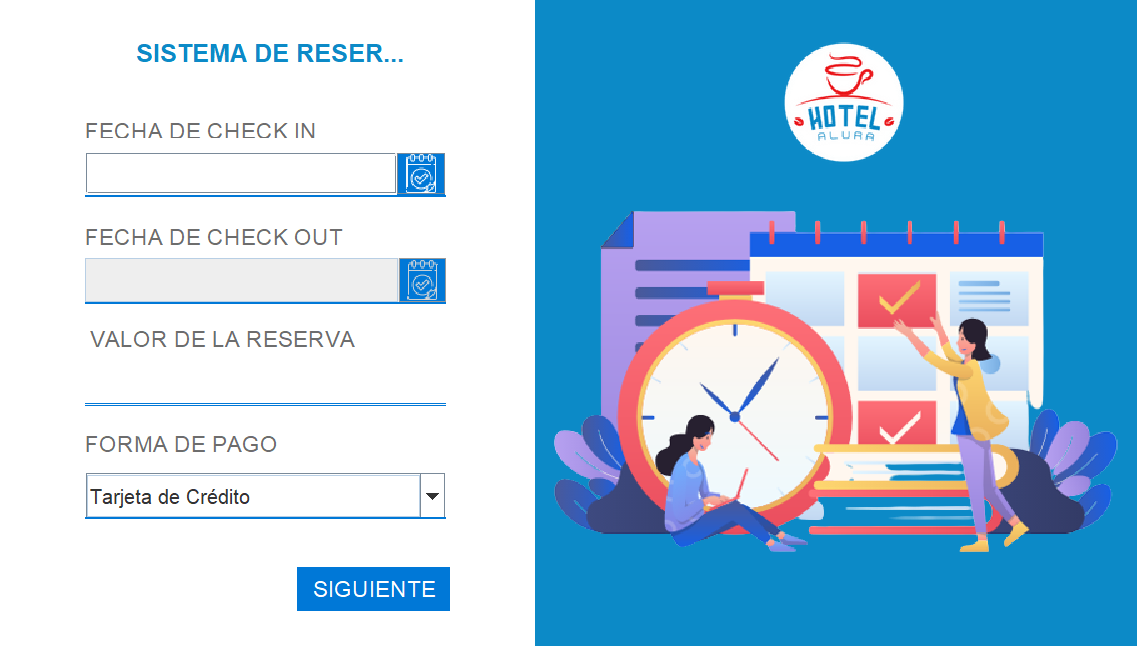 SISTEMA DE RESER...
FECHA DE CHECK IN
FECHA DE CHECK OUT
VALOR DE LA RESERVA
FORMA DE PAGO
Tarjeta de Crédito
SIGUIENTE
HOTEL
ALURA